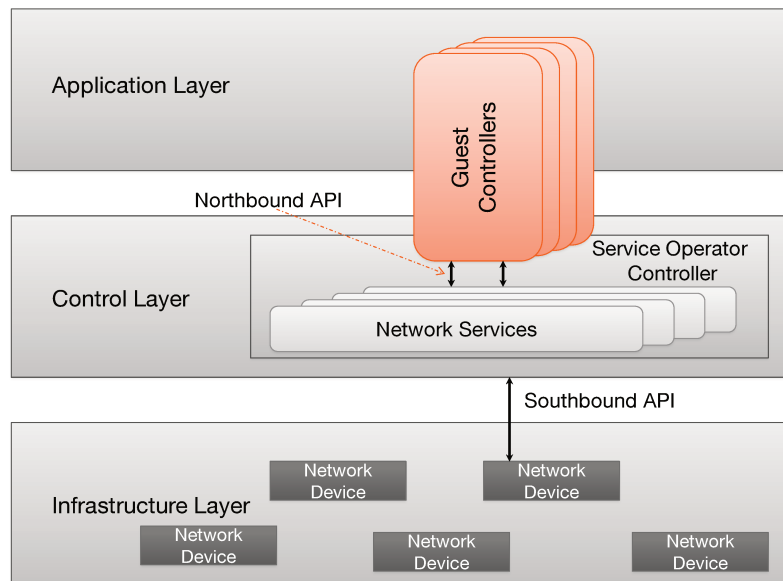 Application Layer
Guest
Controllers
Northbound API
Service Operator
Controller
Control Layer
Network Services
Southbound API
Network
Device
Network
Device
Infrastructure Layer
Network
Device
Network
Device
Network
Device